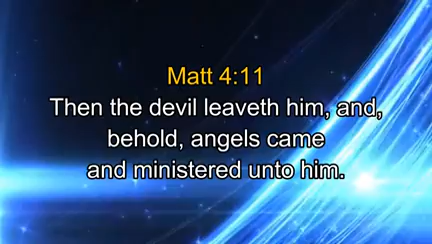 Matt 4:11
Then the devil leaveth him, and,
behold, angels came
and ministered unto him.